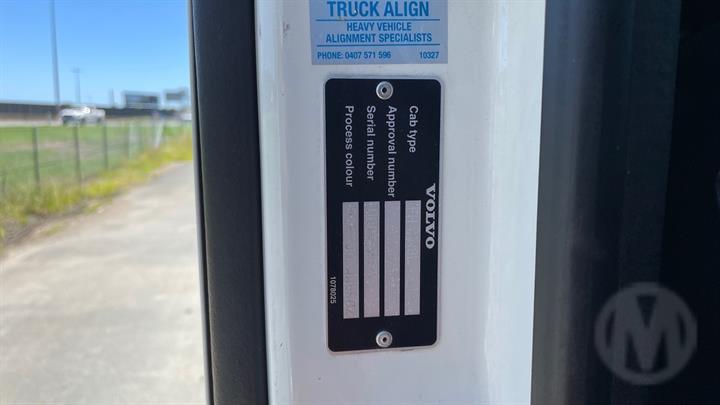 TRUCK ALIGN
HEAVY VEHICLE
ALIGNMENT SPECIALISTS
PHONE: 0407 571 596 10327
VOLVO
Cab type
Approval number
Serial number
Process colour
1078025
M